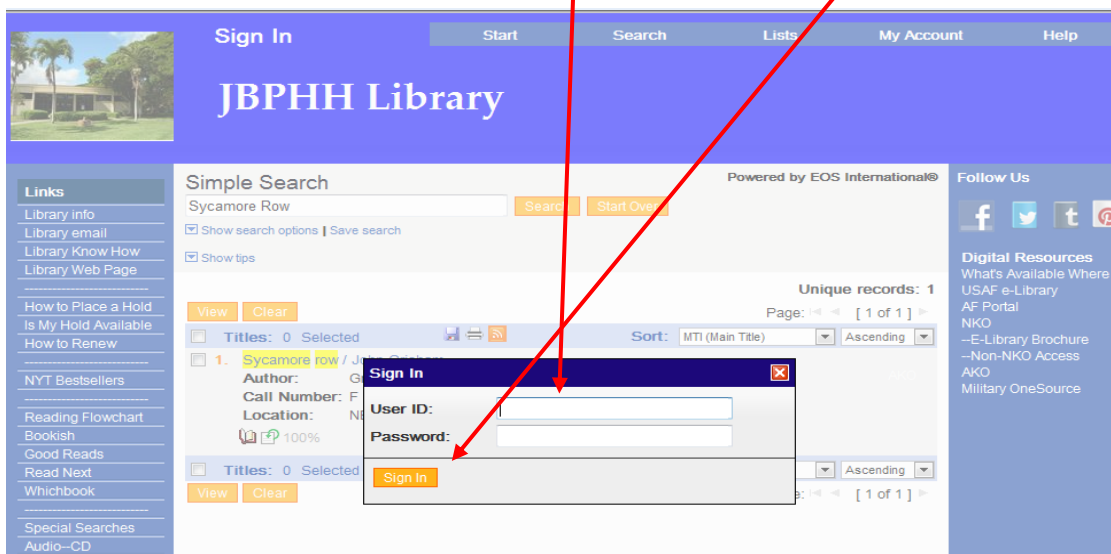 Sign In
Start Search Lists My Account Help
JBPHH Library
Links
Library info
Library email
Library Know How
Library Web Page
----------------------------
How to Place a Hold
Is My Hold Available
How to Renew
----------------------------
NYT Bestsellers
----------------------------
Reading Flowchart
Bookish
Good Reads
Read Next
Whichbook
----------------------------
Special Searches
Audio--CD
Simple Search
Powered by EOS International®
Sycamore Row
Search Start Over
Show search options | Save search
Show tips
Unique records: 1
View Clear
Page: [ 1 of 1 ]
Titles: 0 Selected
Sort: MTI (Main Title) Ascending
1. Sycamore row / John Grisham
Author:
Call Number: F
Location:
100%
Titles: 0 Selected
Ascending
View Clear
[ 1 of 1 ]
Sign In
User ID:
Password:
Sign In
Follow Us
f t
Digital Resources
What's Available Where
USAF e-Library
AF Portal
NKO
--E-Library Brochure
--Non-NKO Access
AKO
Military OneSource